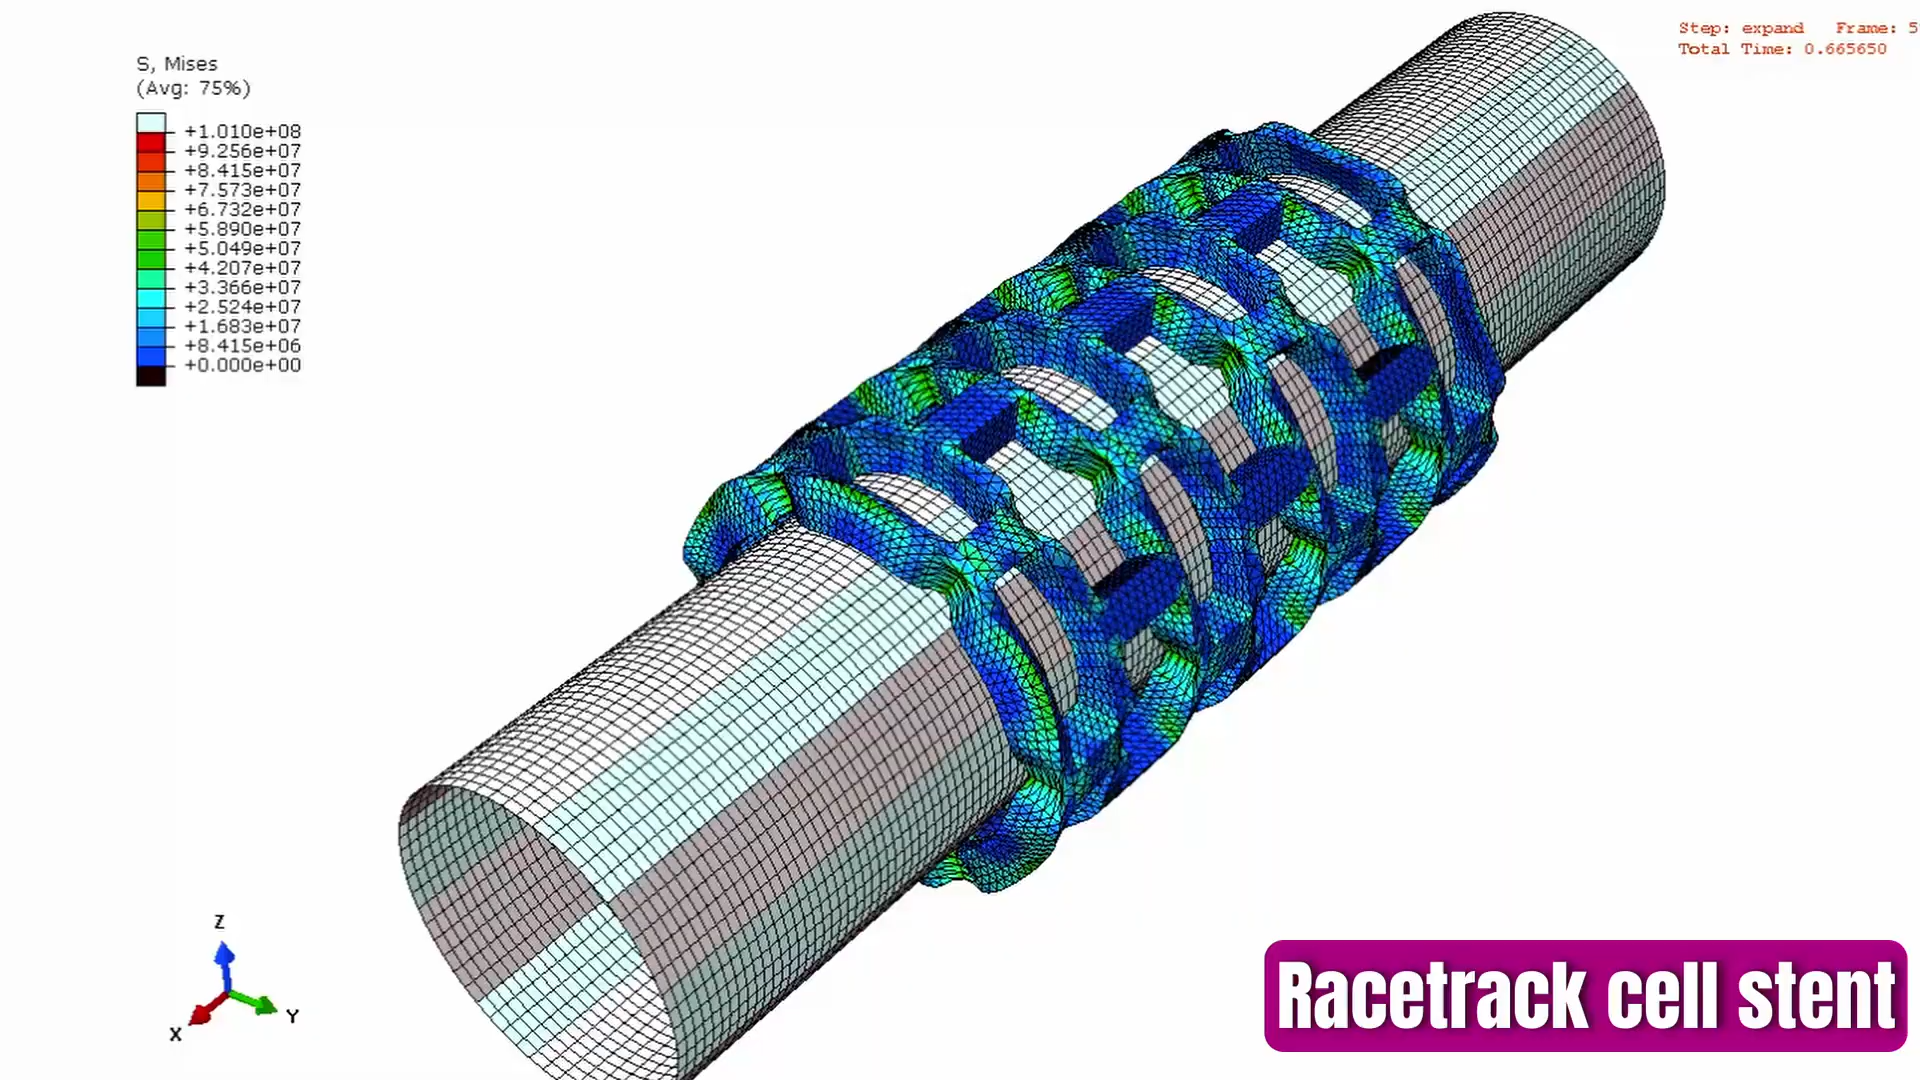 S, Mises
(Avg: 75%)
+1.010e+08
+9.256e+07
+8.415e+07
+7.573e+07
+6.732e+07
+5.890e+07
+5.049e+07
+4.207e+07
+3.366e+07
+2.524e+07
+1.683e+07
+8.415e+06
+0.000e+00
Step: expand Frame: 5
Total Time: 0.665650
Z
Y
X
Racetrack cell stent